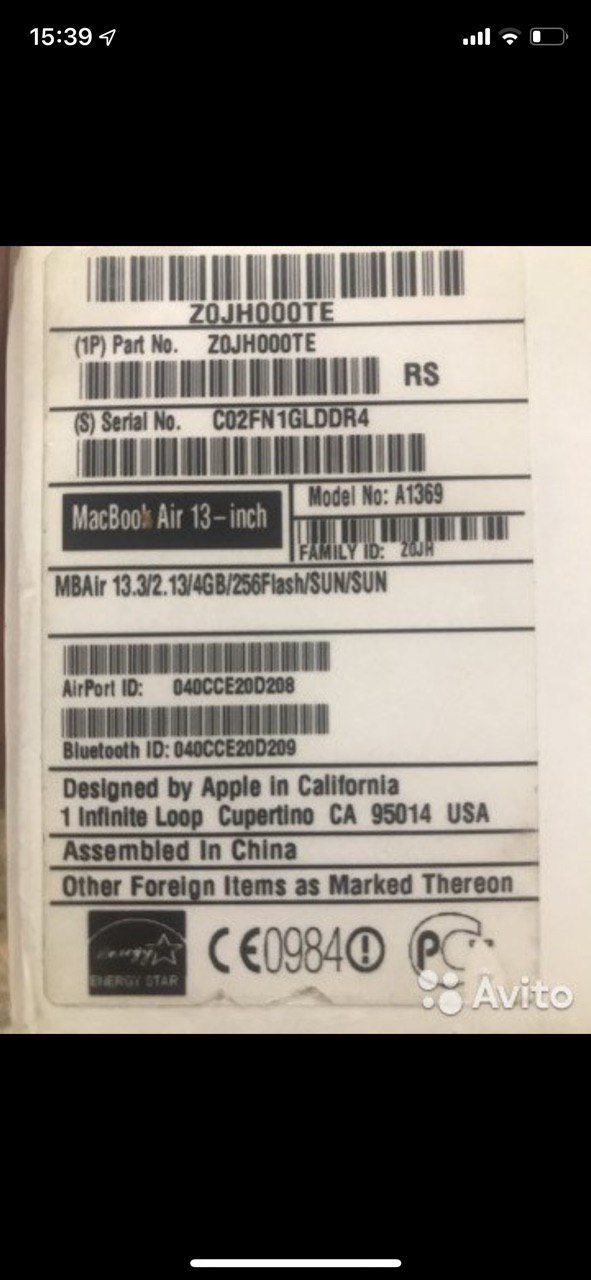 15:39
Z0JH000TE
(1P) Part No. Z0JH000TE
RS
(S) Serial No. C02FN1GLDDR4
MacBook Air 13-inch
Model No: A1369
FAMILY ID: Z0JH
MBAir 13.3/2.13/4GB/256Flash/SUN/SUN
AirPort ID: 040CCE20D208
Bluetooth ID: 040CCE20D209
Designed by Apple in California
1 Infinite Loop Cupertino CA 95014 USA
Assembled In China
Other Foreign Items as Marked Thereon
energy
ENERGY STAR
CE0984
PC
Avito